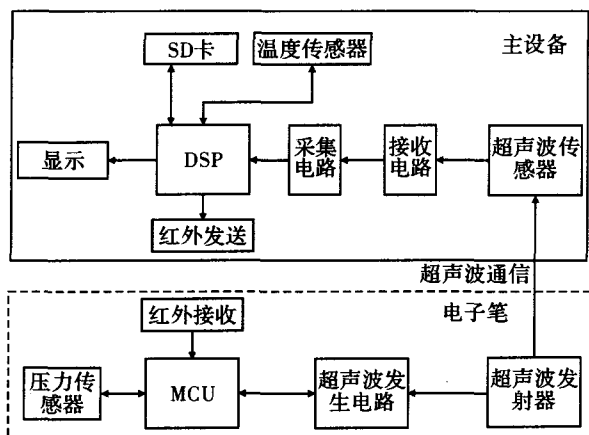 SD卡
温度传感器
主设备
显示
DSP
采集
电路
接收
电路
超声波传
感器
红外发送
超声波通信
电子笔
红外接收
压力传
感器
MCU
超声波发
生电路
超声波发
射器